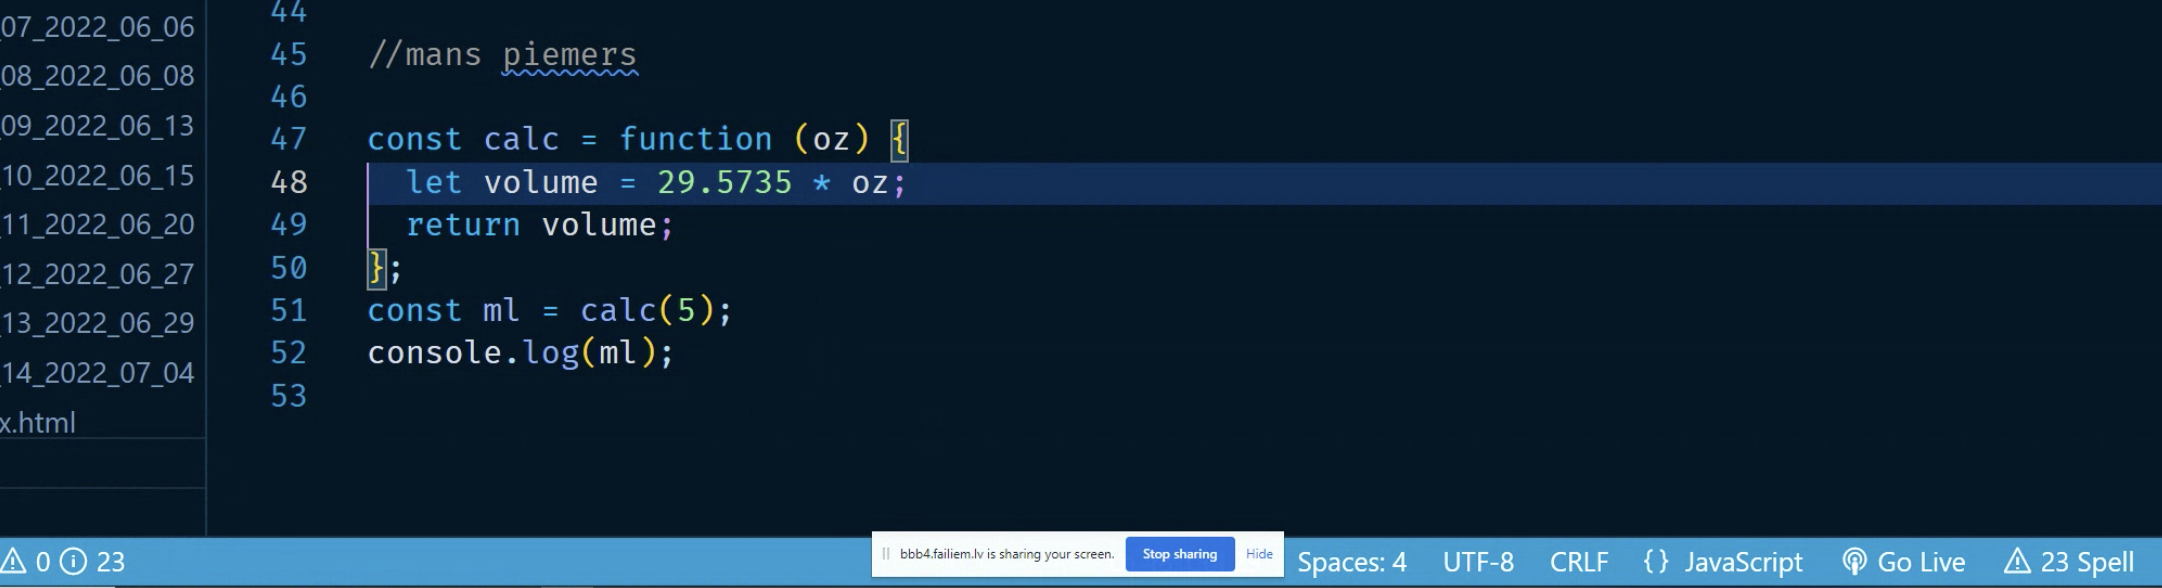 07_2022_06_06
08_2022_06_08
09_2022_06_13
10_2022_06_15
11_2022_06_20
12_2022_06_27
13_2022_06_29
14_2022_07_04
x.html
44
45 //mans piemers
46
47 const calc = function (oz) {
48 let volume = 29.5735 * oz;
49 return volume;
50 };
51 const ml = calc(5);
52 console.log(ml);
53
0 23
bbb4.failiem.lv is sharing your screen. Stop sharing Hide
Spaces: 4 UTF-8 CRLF {} JavaScript Go Live 23 Spell